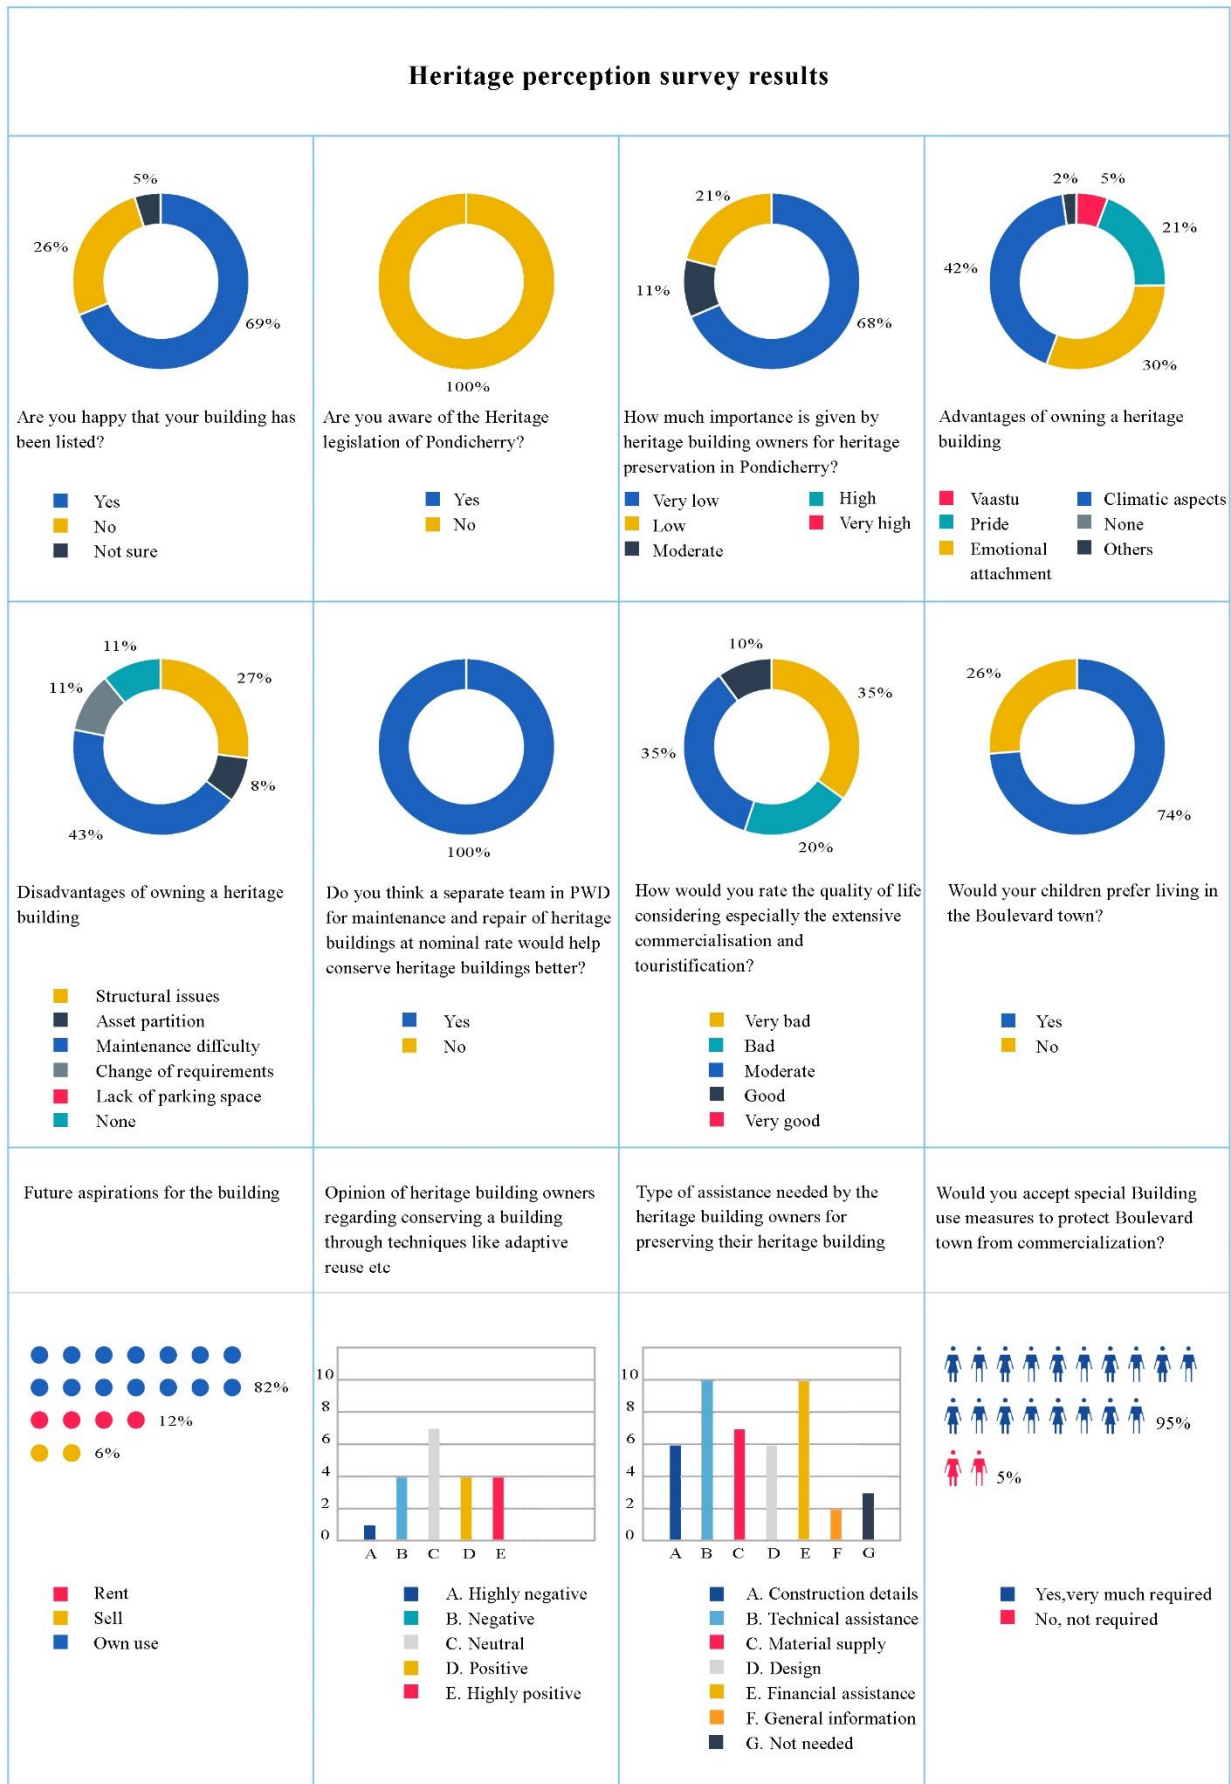 Heritage perception survey results
5%
26%
69%
Are you happy that your building has
been listed?
Yes
No
Not sure
100%
Are you aware of the Heritage
legislation of Pondicherry?
Yes
No
21%
11%
68%
How much importance is given by
heritage building owners for heritage
preservation in Pondicherry?
Very low
Low
Moderate
High
Very high
2%
5%
21%
42%
30%
Advantages of owning a heritage
building
Vaastu
Pride
Emotional
attachment
Climatic aspects
None
Others
11%
27%
11%
8%
43%
Disadvantages of owning a heritage
building
Structural issues
Asset partition
Maintenance diffculty
Change of requirements
Lack of parking space
None
100%
Do you think a separate team in PWD
for maintenance and repair of heritage
buildings at nominal rate would help
conserve heritage buildings better?
Yes
No
10%
35%
35%
20%
How would you rate the quality of life
considering especially the extensive
commercialisation and
touristification?
Very bad
Bad
Moderate
Good
Very good
26%
74%
Would your children prefer living in
the Boulevard town?
Yes
No
Future aspirations for the building
82%
12%
6%
Rent
Sell
Own use
Opinion of heritage building owners
regarding conserving a building
through techniques like adaptive
reuse etc
10
8
6
4
2
0
A B C D E
A. Highly negative
B. Negative
C. Neutral
D. Positive
E. Highly positive
Type of assistance needed by the
heritage building owners for
preserving their heritage building
10
8
6
4
2
0
A B C D E F G
A. Construction details
B. Technical assistance
C. Material supply
D. Design
E. Financial assistance
F. General information
G. Not needed
Would you accept special Building
use measures to protect Boulevard
town from commercialization?
95%
5%
Yes,very much required
No, not required